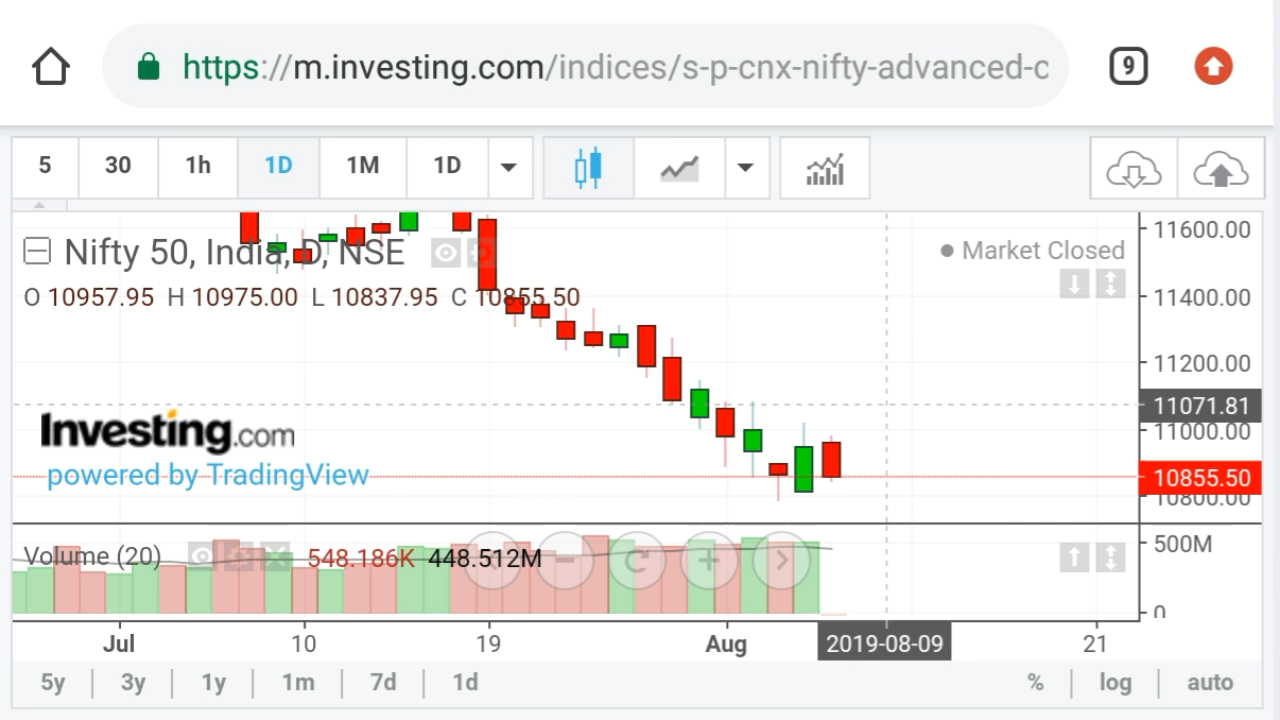 https://m.investing.com/indices/s-p-cnx-nifty-advanced-c 9
5 30 1h 1D 1M 1D
11600.00
Nifty 50, India, D, NSE
Market Closed
O 10957.95 H 10975.00 L 10837.95 C 10855.50
11400.00
11200.00
11071.81
11000.00
Investing.com
powered by TradingView
10855.50
10800.00
Volume (20) 548.186K 448.512M
500M
0
Jul 10 19 Aug 2019-08-09 21
5y 3y 1y 1m 7d 1d % log auto